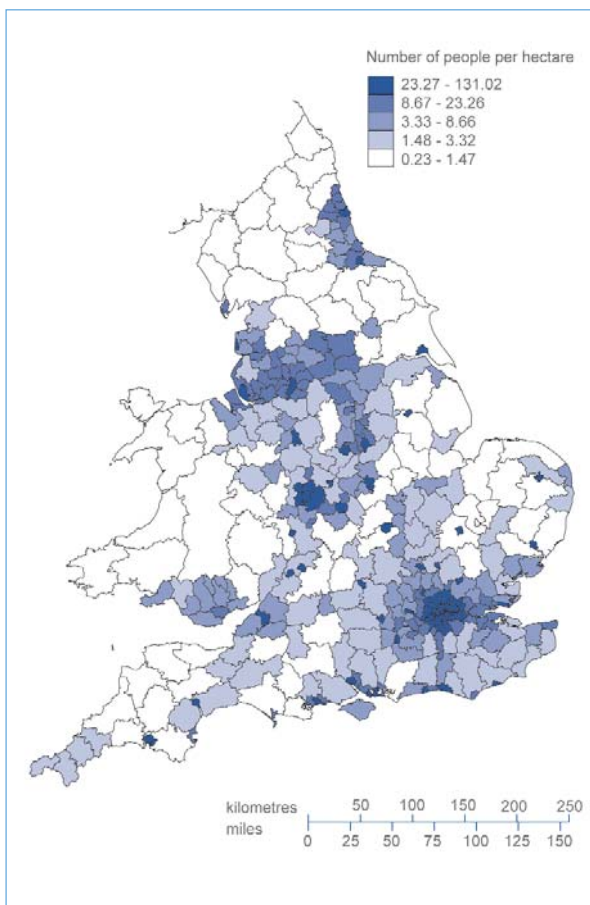 Number of people per hectare
23.27 - 131.02
8.67 - 23.26
3.33 - 8.66
1.48 - 3.32
0.23 - 1.47
kilometres
50 100 150 200 250
miles
0 25 50 75 100 125 150